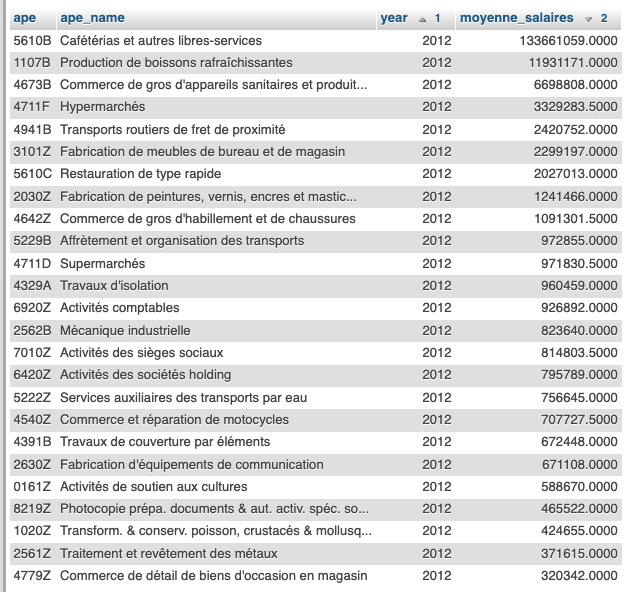 ape ape_name year 1 moyenne_salaires 2
5610B Cafétérias et autres libres-services 2012 133661059.0000
1107B Production de boissons rafraîchissantes 2012 11931171.0000
4673B Commerce de gros d'appareils sanitaires et produit... 2012 6698808.0000
4711F Hypermarchés 2012 3329283.5000
4941B Transports routiers de fret de proximité 2012 2420752.0000
3101Z Fabrication de meubles de bureau et de magasin 2012 2299197.0000
5610C Restauration de type rapide 2012 2027013.0000
2030Z Fabrication de peintures, vernis, encres et mastic... 2012 1241466.0000
4642Z Commerce de gros d'habillement et de chaussures 2012 1091301.5000
5229B Affrètement et organisation des transports 2012 972855.0000
4711D Supermarchés 2012 971830.5000
4329A Travaux d'isolation 2012 960459.0000
6920Z Activités comptables 2012 926892.0000
2562B Mécanique industrielle 2012 823640.0000
7010Z Activités des sièges sociaux 2012 814803.5000
6420Z Activités des sociétés holding 2012 795789.0000
5222Z Services auxiliaires des transports par eau 2012 756645.0000
4540Z Commerce et réparation de motocycles 2012 707727.5000
4391B Travaux de couverture par éléments 2012 672448.0000
2630Z Fabrication d'équipements de communication 2012 671108.0000
0161Z Activités de soutien aux cultures 2012 588670.0000
8219Z Photocopie prépa. documents & aut. activ. spéc. so... 2012 465522.0000
1020Z Transform. & conserv. poisson, crustacés & mollusq... 2012 424655.0000
2561Z Traitement et revêtement des métaux 2012 371615.0000
4779Z Commerce de détail de biens d'occasion en magasin 2012 320342.0000